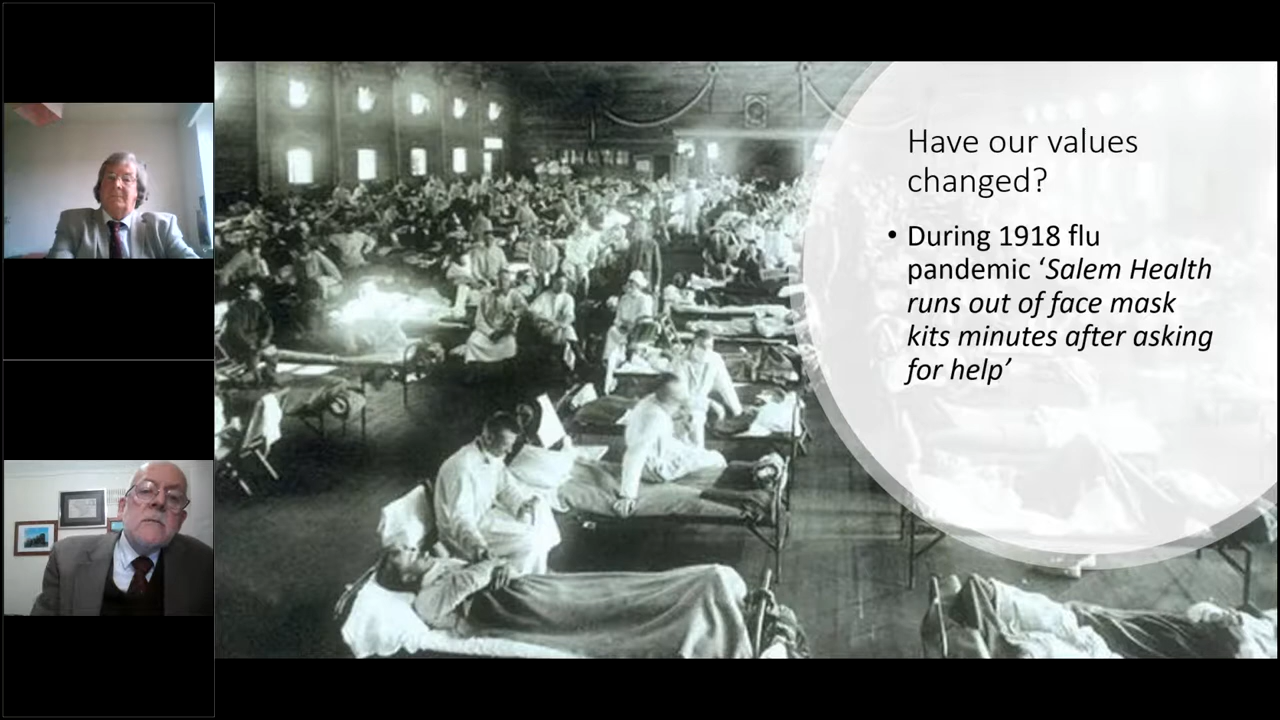 Have our values
changed?
• During 1918 flu
pandemic ‘Salem Health
runs out of face mask
kits minutes after asking
for help’